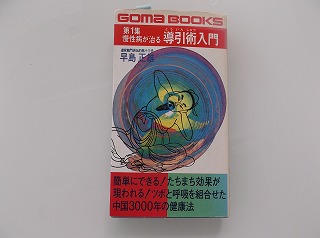 GOMA BOOKS
第1集
慢性病が治る
導引術入門
早島正雄
簡単にできる!たちまち効果が
現われる!ツボと呼吸を組合せた
中国3000年の健康法